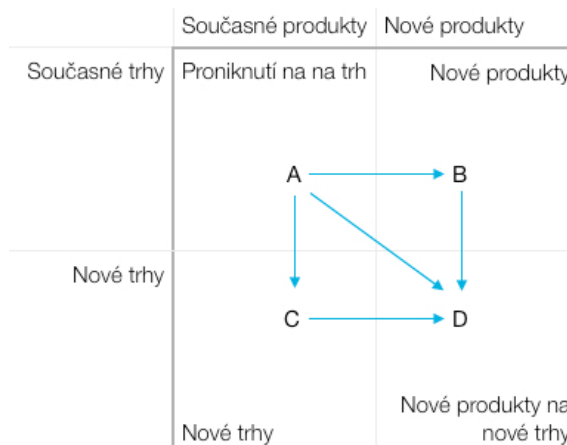 Současné produkty
Nové produkty
Současné trhy
Proniknutí na na trh
Nové produkty
A
B
Nové trhy
C
D
Nové trhy
Nové produkty na
nové trhy